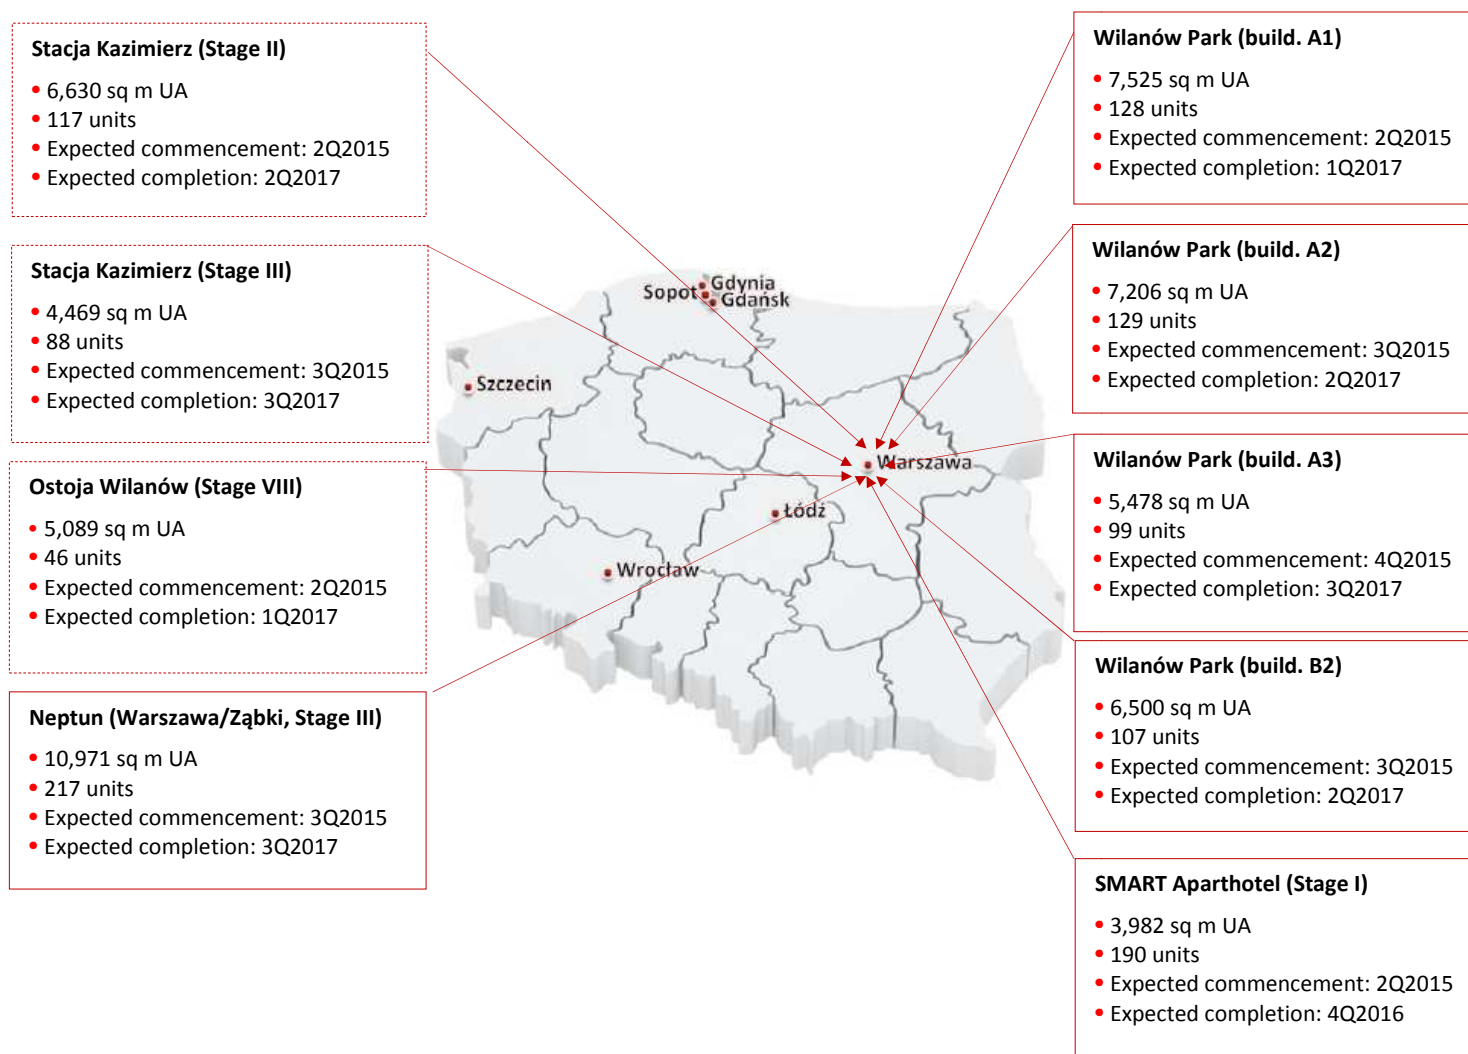 Stacja Kazimierz (Stage II)
• 6,630 sq m UA
• 117 units
• Expected commencement: 2Q2015
• Expected completion: 2Q2017
Stacja Kazimierz (Stage III)
• 4,469 sq m UA
• 88 units
• Expected commencement: 3Q2015
• Expected completion: 3Q2017
Ostoja Wilanów (Stage VIII)
• 5,089 sq m UA
• 46 units
• Expected commencement: 2Q2015
• Expected completion: 1Q2017
Neptun (Warszawa/Ząbki, Stage III)
• 10,971 sq m UA
• 217 units
• Expected commencement: 3Q2015
• Expected completion: 3Q2017
Gdynia
Sopot
Gdańsk
Szczecin
Warszawa
Łódź
Wrocław
Wilanów Park (build. A1)
• 7,525 sq m UA
• 128 units
• Expected commencement: 2Q2015
• Expected completion: 1Q2017
Wilanów Park (build. A2)
• 7,206 sq m UA
• 129 units
• Expected commencement: 3Q2015
• Expected completion: 2Q2017
Wilanów Park (build. A3)
• 5,478 sq m UA
• 99 units
• Expected commencement: 4Q2015
• Expected completion: 3Q2017
Wilanów Park (build. B2)
• 6,500 sq m UA
• 107 units
• Expected commencement: 3Q2015
• Expected completion: 2Q2017
SMART Aparthotel (Stage I)
• 3,982 sq m UA
• 190 units
• Expected commencement: 2Q2015
• Expected completion: 4Q2016